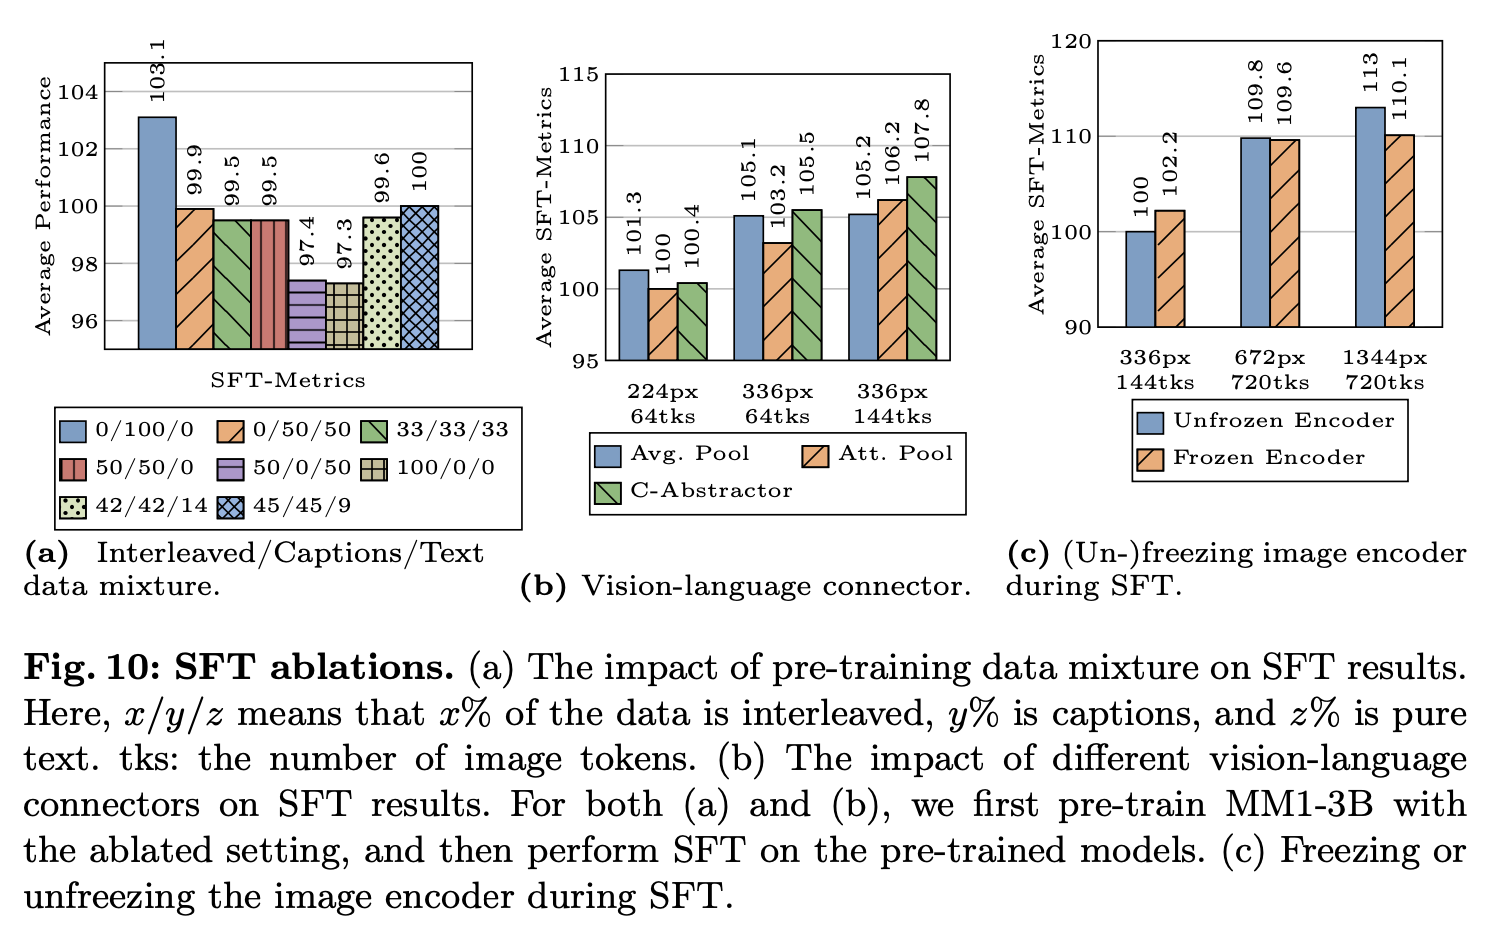 Average Performance
104
102
100
98
96
103.1
99.9
99.5
99.5
97.4
97.3
99.6
100
SFT-Metrics
0/100/0 0/50/50 33/33/33
50/50/0 50/0/50 100/0/0
42/42/14 45/45/9
(a) Interleaved/Captions/Text
data mixture.
Average SFT-Metrics
115
110
105
100
95
101.3
100
100.4
105.1
103.2
105.5
105.2
106.2
107.8
224px 336px 336px
64tks 64tks 144tks
Avg. Pool Att. Pool
C-Abstractor
(b) Vision-language connector.
Average SFT-Metrics
120
110
100
90
100
102.2
109.8
109.6
113
110.1
336px 672px 1344px
144tks 720tks 720tks
Unfrozen Encoder
Frozen Encoder
(c) (Un-)freezing image encoder
during SFT.
Fig. 10: SFT ablations. (a) The impact of pre-training data mixture on SFT results.
Here, x/y/z means that x% of the data is interleaved, y% is captions, and z% is pure
text. tks: the number of image tokens. (b) The impact of different vision-language
connectors on SFT results. For both (a) and (b), we first pre-train MM1-3B with
the ablated setting, and then perform SFT on the pre-trained models. (c) Freezing or
unfreezing the image encoder during SFT.